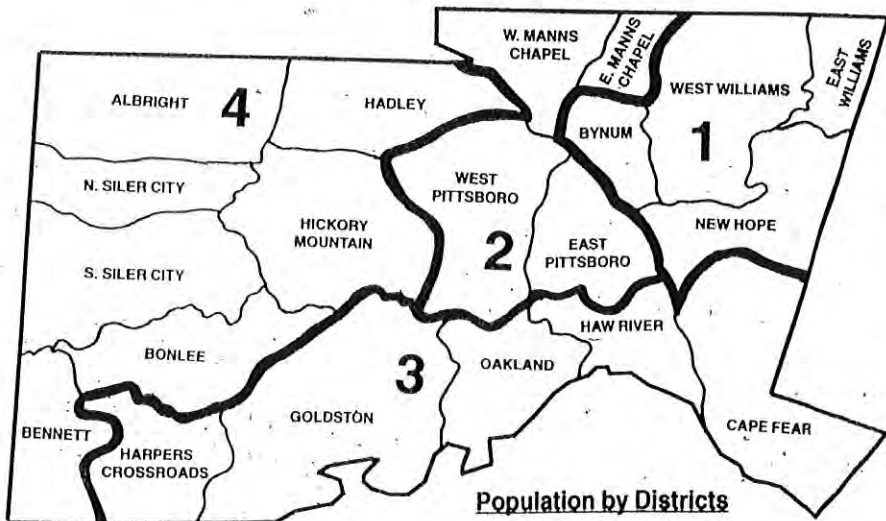 W. MANNS
CHAPEL
E. MANNS
CHAPEL
WEST WILLIAMS
EAST
WILLIAMS
ALBRIGHT
4
HADLEY
BYNUM
1
N. SILER CITY
WEST
PITTSBORO
HICKORY
MOUNTAIN
NEW HOPE
S. SILER CITY
2
EAST
PITTSBORO
HAW RIVER
BONLEE
3
OAKLAND
GOLDSTON
CAPE FEAR
BENNETT
HARPERS
CROSSROADS
Population by Districts